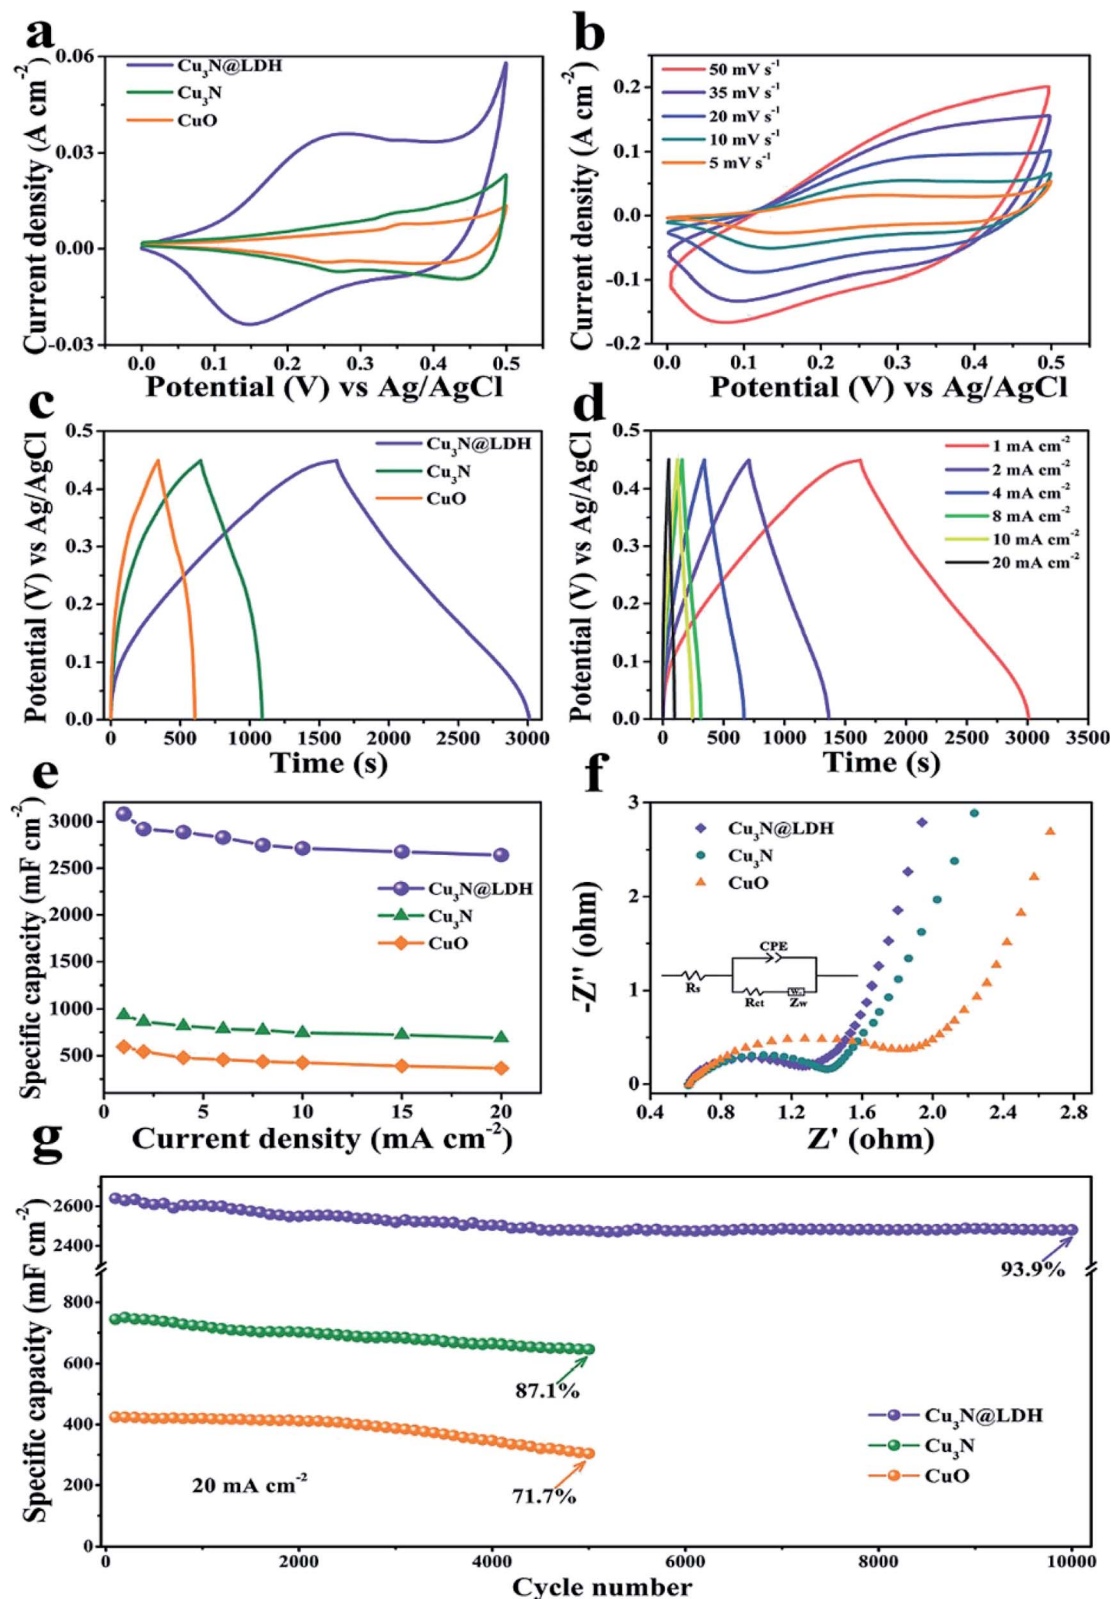 a
Cu₃N@LDH
Cu₃N
CuO
0.06
0.03
0.00
-0.03
Current density (A cm⁻²)
0.0 0.1 0.2 0.3 0.4 0.5
Potential (V) vs Ag/AgCl
b
50 mV s⁻¹
35 mV s⁻¹
20 mV s⁻¹
10 mV s⁻¹
5 mV s⁻¹
0.2
0.1
0.0
-0.1
-0.2
Current density (A cm⁻²)
0.0 0.1 0.2 0.3 0.4 0.5
Potential (V) vs Ag/AgCl
c
Cu₃N@LDH
Cu₃N
CuO
0.5
0.4
0.3
0.2
0.1
0.0
Potential (V) vs Ag/AgCl
0 500 1000 1500 2000 2500 3000
Time (s)
d
1 mA cm⁻²
2 mA cm⁻²
4 mA cm⁻²
8 mA cm⁻²
10 mA cm⁻²
20 mA cm⁻²
0.5
0.4
0.3
0.2
0.1
0.0
Potential (V) vs Ag/AgCl
0 500 1000 1500 2000 2500 3000 3500
Time (s)
e
3000
2500
2000
1500
1000
500
Specific capacity (mF cm⁻²)
Cu₃N@LDH
Cu₃N
CuO
0 5 10 15 20
Current density (mA cm⁻²)
f
3
2
1
0
-Z'' (ohm)
Cu₃N@LDH
Cu₃N
CuO
CPE
Rs
Rct Zw
0.4 0.8 1.2 1.6 2.0 2.4 2.8
Z' (ohm)
g
2600
2400
800
600
400
200
0
Specific capacity (mF cm⁻²)
93.9%
87.1%
71.7%
20 mA cm⁻²
Cu₃N@LDH
Cu₃N
CuO
0 2000 4000 6000 8000 10000
Cycle number